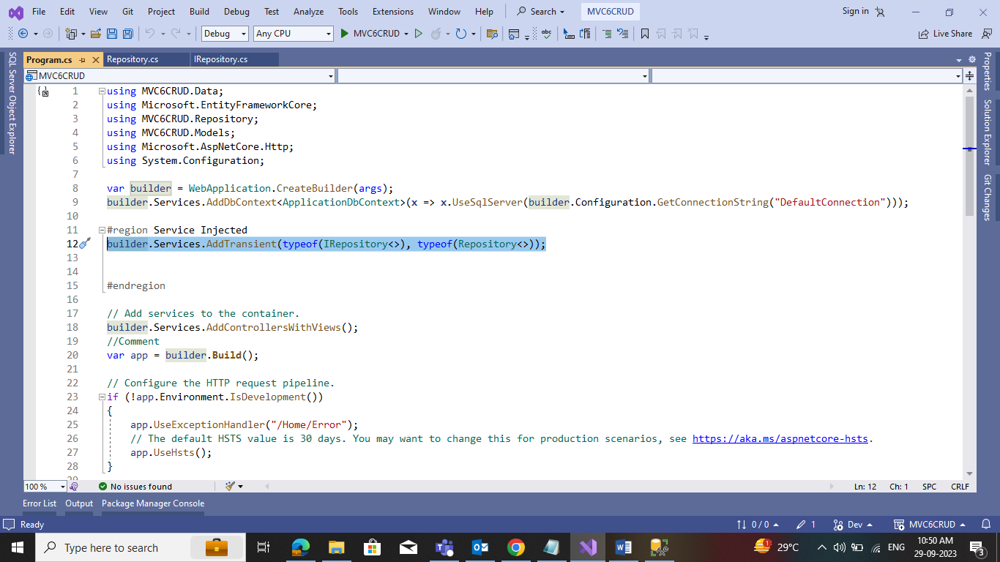 File Edit View Git Project Build Debug Test Analyze Tools Extensions Window Help Search MVC6CRUD Sign in
Debug Any CPU MVC6CRUD Live Share
Program.cs Repository.cs IRepository.cs
MVC6CRUD
SQL Server Object Explorer
Properties
Solution Explorer
Git Changes
1 using MVC6CRUD.Data;
2 using Microsoft.EntityFrameworkCore;
3 using MVC6CRUD.Repository;
4 using MVC6CRUD.Models;
5 using Microsoft.AspNetCore.Http;
6 using System.Configuration;
7
8 var builder = WebApplication.CreateBuilder(args);
9 builder.Services.AddDbContext<ApplicationDbContext>(x => x.UseSqlServer(builder.Configuration.GetConnectionString("DefaultConnection")));
10
11 #region Service Injected
12 builder.Services.AddTransient(typeof(IRepository<>), typeof(Repository<>));
13
14
15 #endregion
16
17 // Add services to the container.
18 builder.Services.AddControllersWithViews();
19 //Comment
20 var app = builder.Build();
21
22 // Configure the HTTP request pipeline.
23 if (!app.Environment.IsDevelopment())
24 {
25 app.UseExceptionHandler("/Home/Error");
26 // The default HSTS value is 30 days. You may want to change this for production scenarios, see https://aka.ms/aspnetcore-hsts.
27 app.UseHsts();
28 }
29
100 % No issues found Ln: 12 Ch: 1 SPC CRLF
Error List Output Package Manager Console
Ready 0 / 0 1 Dev MVC6CRUD
Type here to search 1 29°C ENG 10:50 AM 29-09-2023 3